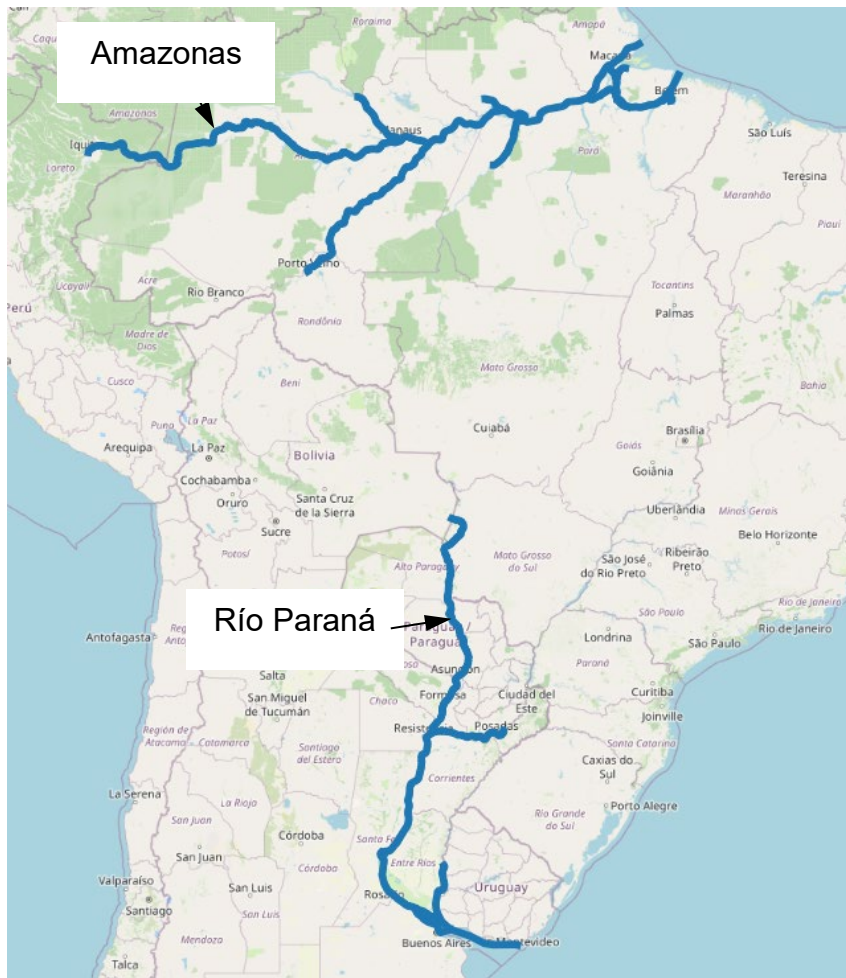 Cali
Roraima
Amapá
Amazonas
Macapá
Caquetá
Belém
Amazonas
Manaus
São Luís
Iquitos
Loreto
Pará
Teresina
Maranhão
Piauí
Porto Velho
Ucayali
Acre
Rio Branco
Tocantins
Perú
Rondônia
Palmas
Madre de
Dios
Mato Grosso
Cusco
Beni
Bahia
Puno
La Paz
Cuiabá
Brasília
Arequipa
La Paz
Goiás
Bolivia
Goiânia
Cochabamba
Oruro
Santa Cruz
de la Sierra
Uberlândia
Minas Gerais
Sucre
Belo Horizonte
Potosí
Mato Grosso
do Sul
São José
do Rio Preto
Ribeirão
Preto
Alto Paraguay
Río Paraná
Rio de Janeiro
São Paulo
Paraguay /
Paraguái
Londrina
Rio de Janeiro
Antofagasta
São Paulo
Asunción
Paraná
Salta
Formosa
Ciudad del
Este
Curitiba
San Miguel
de Tucumán
Chaco
Joinville
Resistencia
Posadas
Región de
Atacama
Catamarca
Santiago
del Estero
Santa Catarina
Caxias do
Sul
Corrientes
La Serena
La Rioja
Rio Grande
do Sul
Porto Alegre
San Juan
Santa Fe
Córdoba
San Juan
Córdoba
Entre Ríos
Valparaíso
San Luis
Rosario
Uruguay
Santiago
San Luis
Mendoza
Buenos Aires
Montevideo
Talca